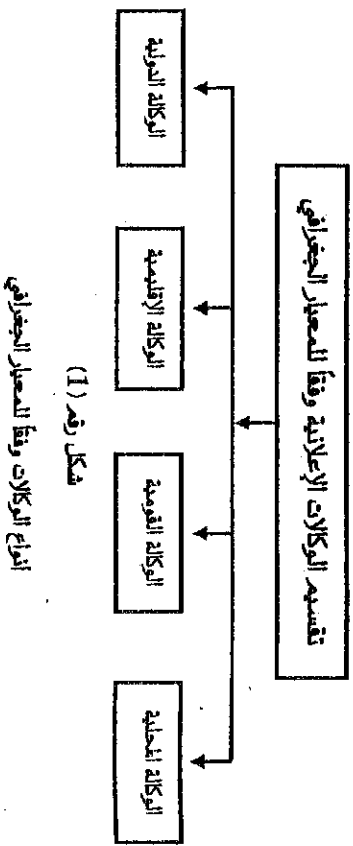 تقسيم الوكالات الإعلانية وفقاً للمعيار الجغرافي
الوكالة المحلية
الوكالة القومية
الوكالة الإقليمية
الوكالة الدولية
شكل رقم (1)
أنواع الوكالات وفقاً للمعيار الجغرافي